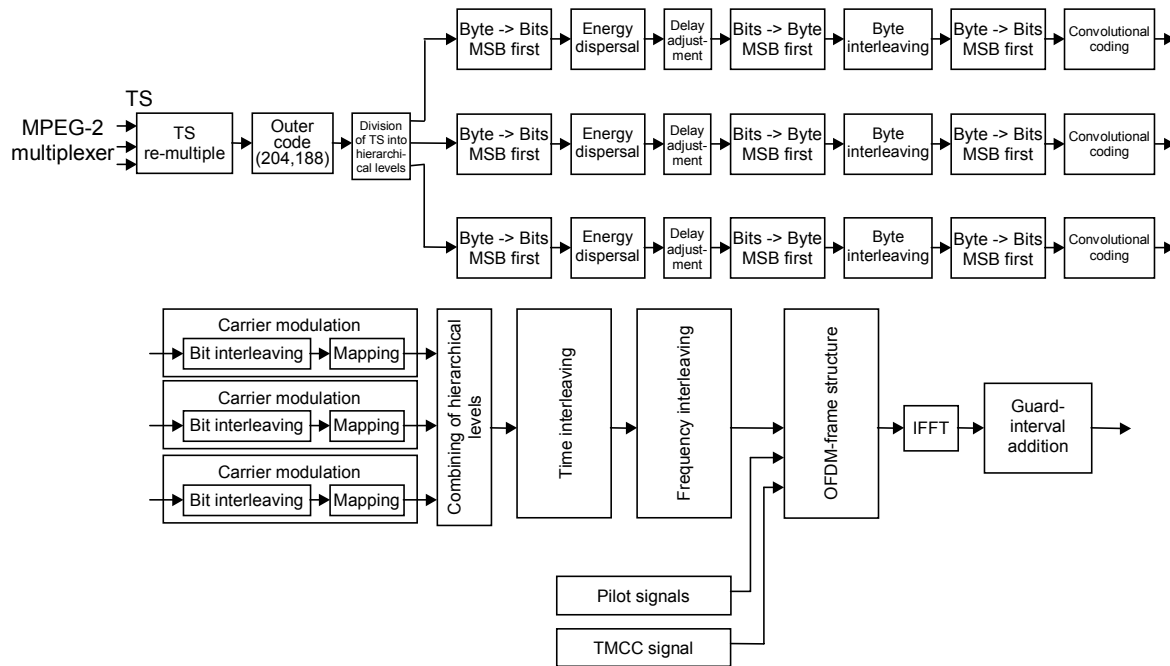 Byte -> Bits
MSB first
Energy
dispersal
Delay
adjust-
ment
Bits -> Byte
MSB first
Byte
interleaving
Byte -> Bits
MSB first
Convolutional
coding
TS
MPEG-2
multiplexer
TS
re-multiple
Outer
code
(204,188)
Division
of TS into
hierarchi-
cal levels
Byte -> Bits
MSB first
Energy
dispersal
Delay
adjust-
ment
Bits -> Byte
MSB first
Byte
interleaving
Byte -> Bits
MSB first
Convolutional
coding
Byte -> Bits
MSB first
Energy
dispersal
Delay
adjust-
ment
Bits -> Byte
MSB first
Byte
interleaving
Byte -> Bits
MSB first
Convolutional
coding
Carrier modulation
Bit interleaving
Mapping
Carrier modulation
Bit interleaving
Mapping
Carrier modulation
Bit interleaving
Mapping
Combining of hierarchical
levels
Time interleaving
Frequency interleaving
OFDM-frame structure
IFFT
Guard-
interval
addition
Pilot signals
TMCC signal